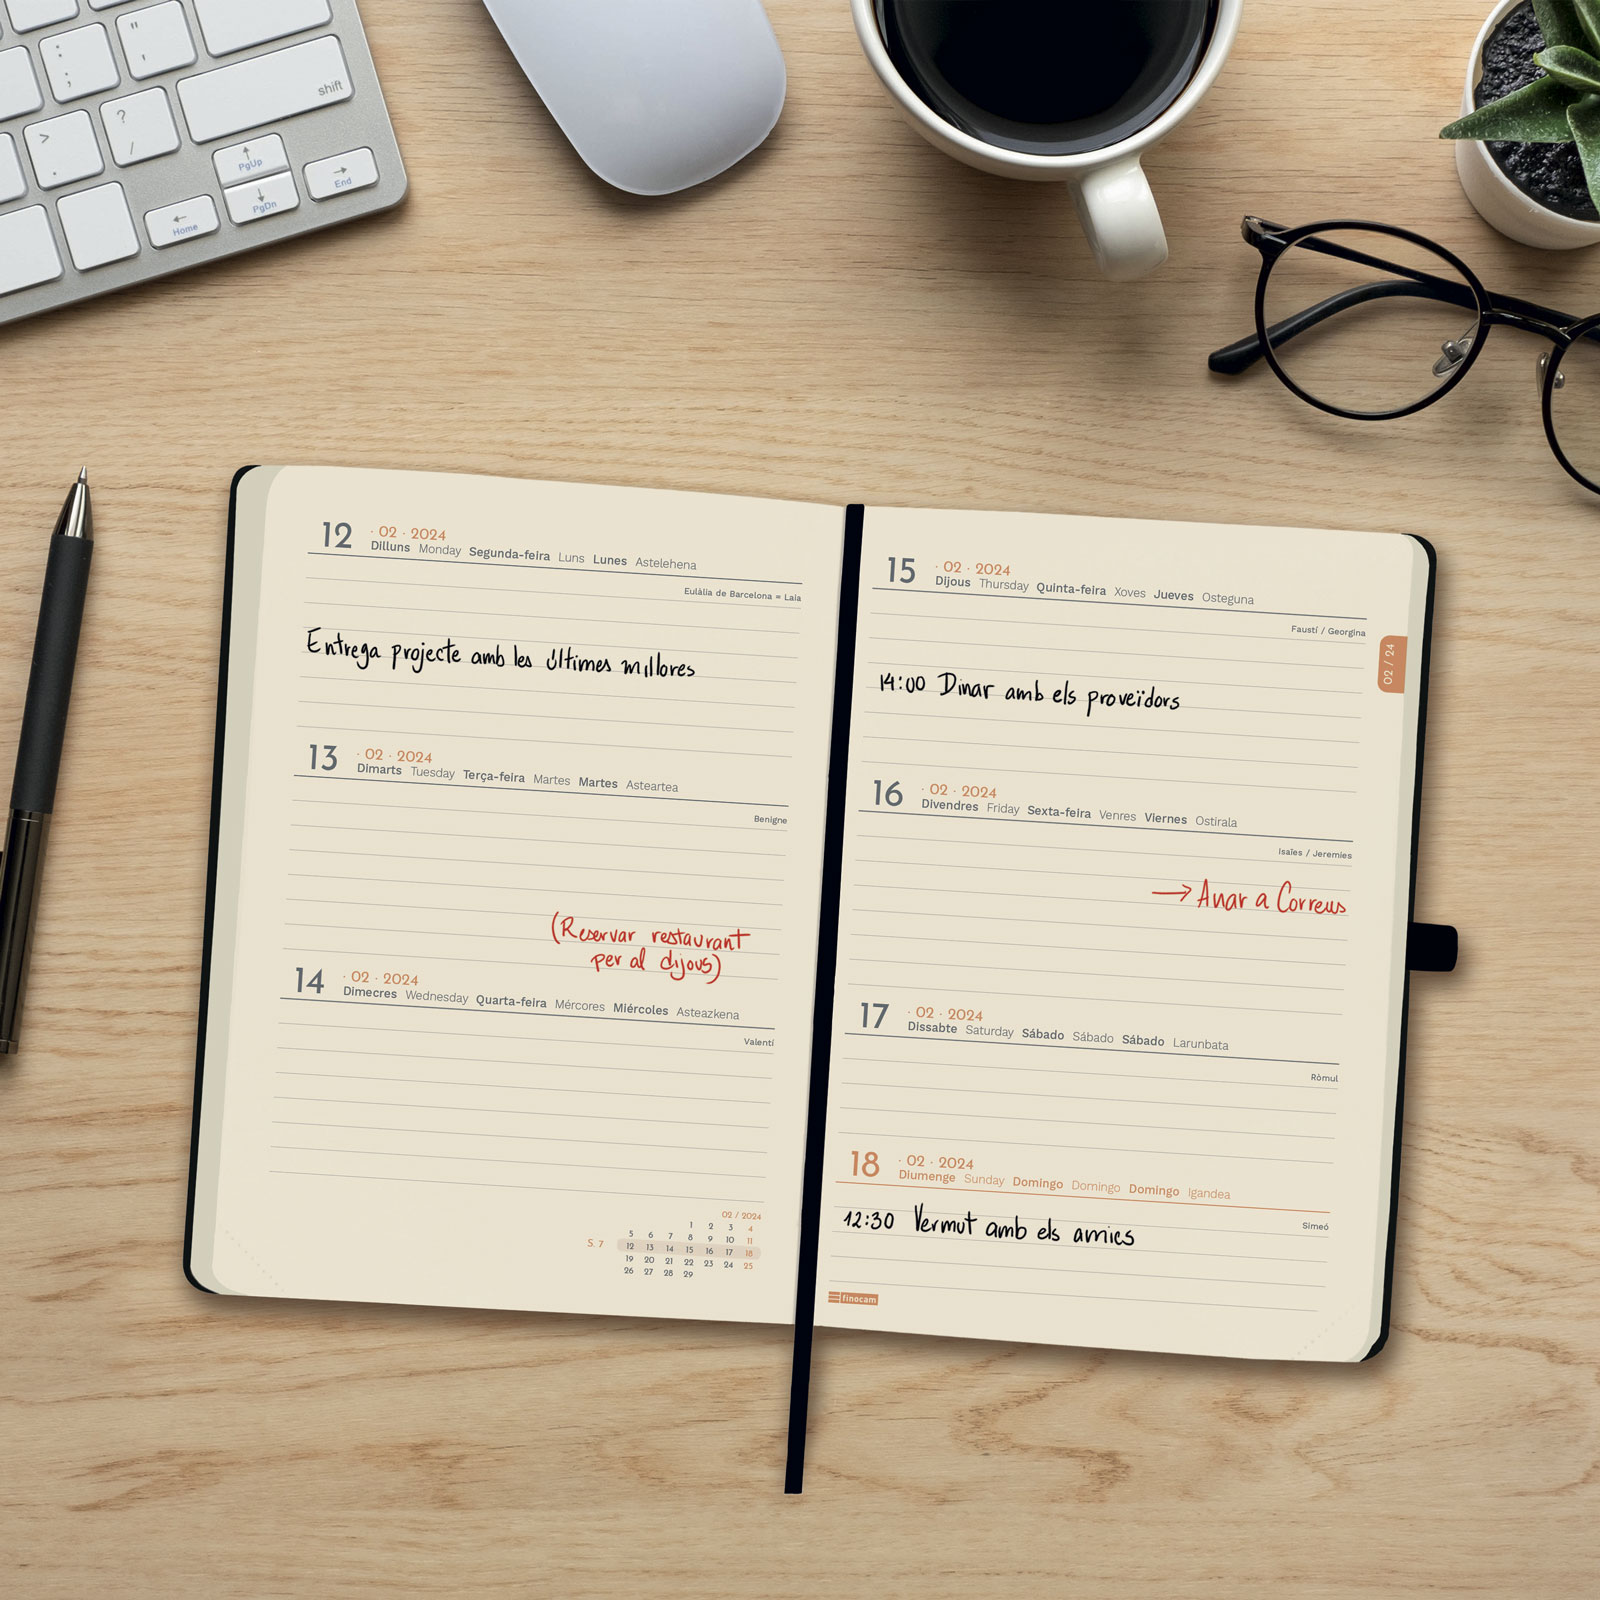 " '
: ;
shift
? /
> .
PgUp
End
PgDn
Home
12 · 02 · 2024
Dilluns Monday Segunda-feira Luns Lunes Astelehena
Eulàlia de Barcelona = Laia
Entrega projecte amb les últimes millores
13 · 02 · 2024
Dimarts Tuesday Terça-feira Martes Martes Asteartea
Benigne
(Reservar restaurant
per al dijous)
14 · 02 · 2024
Dimecres Wednesday Quarta-feira Mércores Miércoles Asteazkena
Valentí
02 / 2024
1 2 3 4
5 6 7 8 9 10 11
S. 7 12 13 14 15 16 17 18
19 20 21 22 23 24 25
26 27 28 29
15 · 02 · 2024
Dijous Thursday Quinta-feira Xoves Jueves Osteguna
Faustí / Georgina
02 / 24
14:00 Dinar amb els proveïdors
16 · 02 · 2024
Divendres Friday Sexta-feira Venres Viernes Ostirala
Isaïes / Jeremies
→ Anar a Correus
17 · 02 · 2024
Dissabte Saturday Sábado Sábado Sábado Larunbata
Ròmul
18 · 02 · 2024
Diumenge Sunday Domingo Domingo Domingo Igandea
Simeó
12:30 Vermut amb els amics
finocam